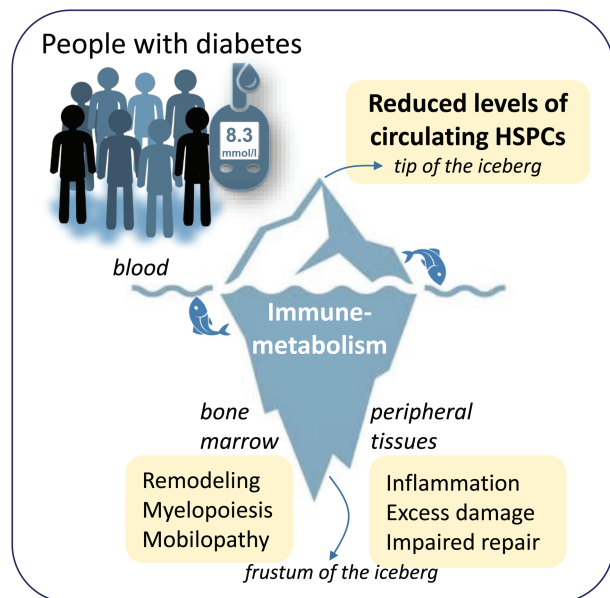 People with diabetes
8.3
mmol/l
Reduced levels of
circulating HSPCs
tip of the iceberg
blood
Immune-
metabolism
bone
marrow
peripheral
tissues
Remodeling
Myelopoiesis
Mobilopathy
Inflammation
Excess damage
Impaired repair
frustum of the iceberg